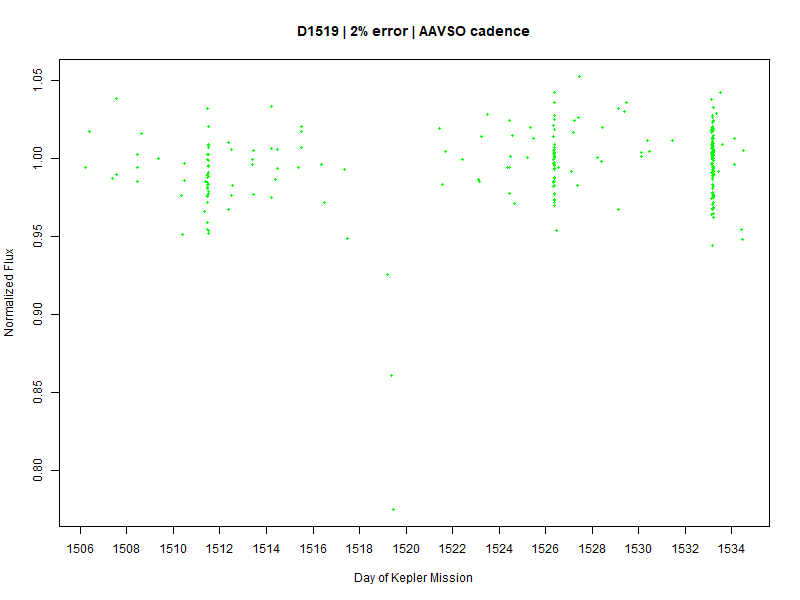 D1519 | 2% error | AAVSO cadence
1.05
1.00
0.95
0.90
0.85
0.80
Normalized Flux
1506 1508 1510 1512 1514 1516 1518 1520 1522 1524 1526 1528 1530 1532 1534
Day of Kepler Mission